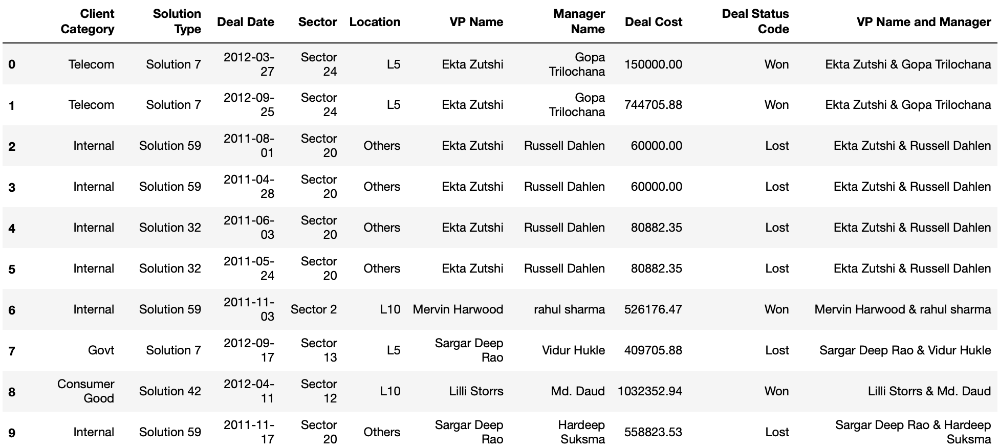 Client Category Solution Type Deal Date Sector Location VP Name Manager Name Deal Cost Deal Status Code VP Name and Manager
0 Telecom Solution 7 2012-03-27 Sector 24 L5 Ekta Zutshi Gopa Trilochana 150000.00 Won Ekta Zutshi & Gopa Trilochana
1 Telecom Solution 7 2012-09-25 Sector 24 L5 Ekta Zutshi Gopa Trilochana 744705.88 Won Ekta Zutshi & Gopa Trilochana
2 Internal Solution 59 2011-08-01 Sector 20 Others Ekta Zutshi Russell Dahlen 60000.00 Lost Ekta Zutshi & Russell Dahlen
3 Internal Solution 59 2011-04-28 Sector 20 Others Ekta Zutshi Russell Dahlen 60000.00 Lost Ekta Zutshi & Russell Dahlen
4 Internal Solution 32 2011-06-03 Sector 20 Others Ekta Zutshi Russell Dahlen 80882.35 Lost Ekta Zutshi & Russell Dahlen
5 Internal Solution 32 2011-05-24 Sector 20 Others Ekta Zutshi Russell Dahlen 80882.35 Lost Ekta Zutshi & Russell Dahlen
6 Internal Solution 59 2011-11-03 Sector 2 L10 Mervin Harwood rahul sharma 526176.47 Won Mervin Harwood & rahul sharma
7 Govt Solution 7 2012-09-17 Sector 13 L5 Sargar Deep Rao Vidur Hukle 409705.88 Lost Sargar Deep Rao & Vidur Hukle
8 Consumer Good Solution 42 2012-04-11 Sector 12 L10 Lilli Storrs Md. Daud 1032352.94 Won Lilli Storrs & Md. Daud
9 Internal Solution 59 2011-11-17 Sector 20 Others Sargar Deep Rao Hardeep Suksma 558823.53 Lost Sargar Deep Rao & Hardeep Suksma